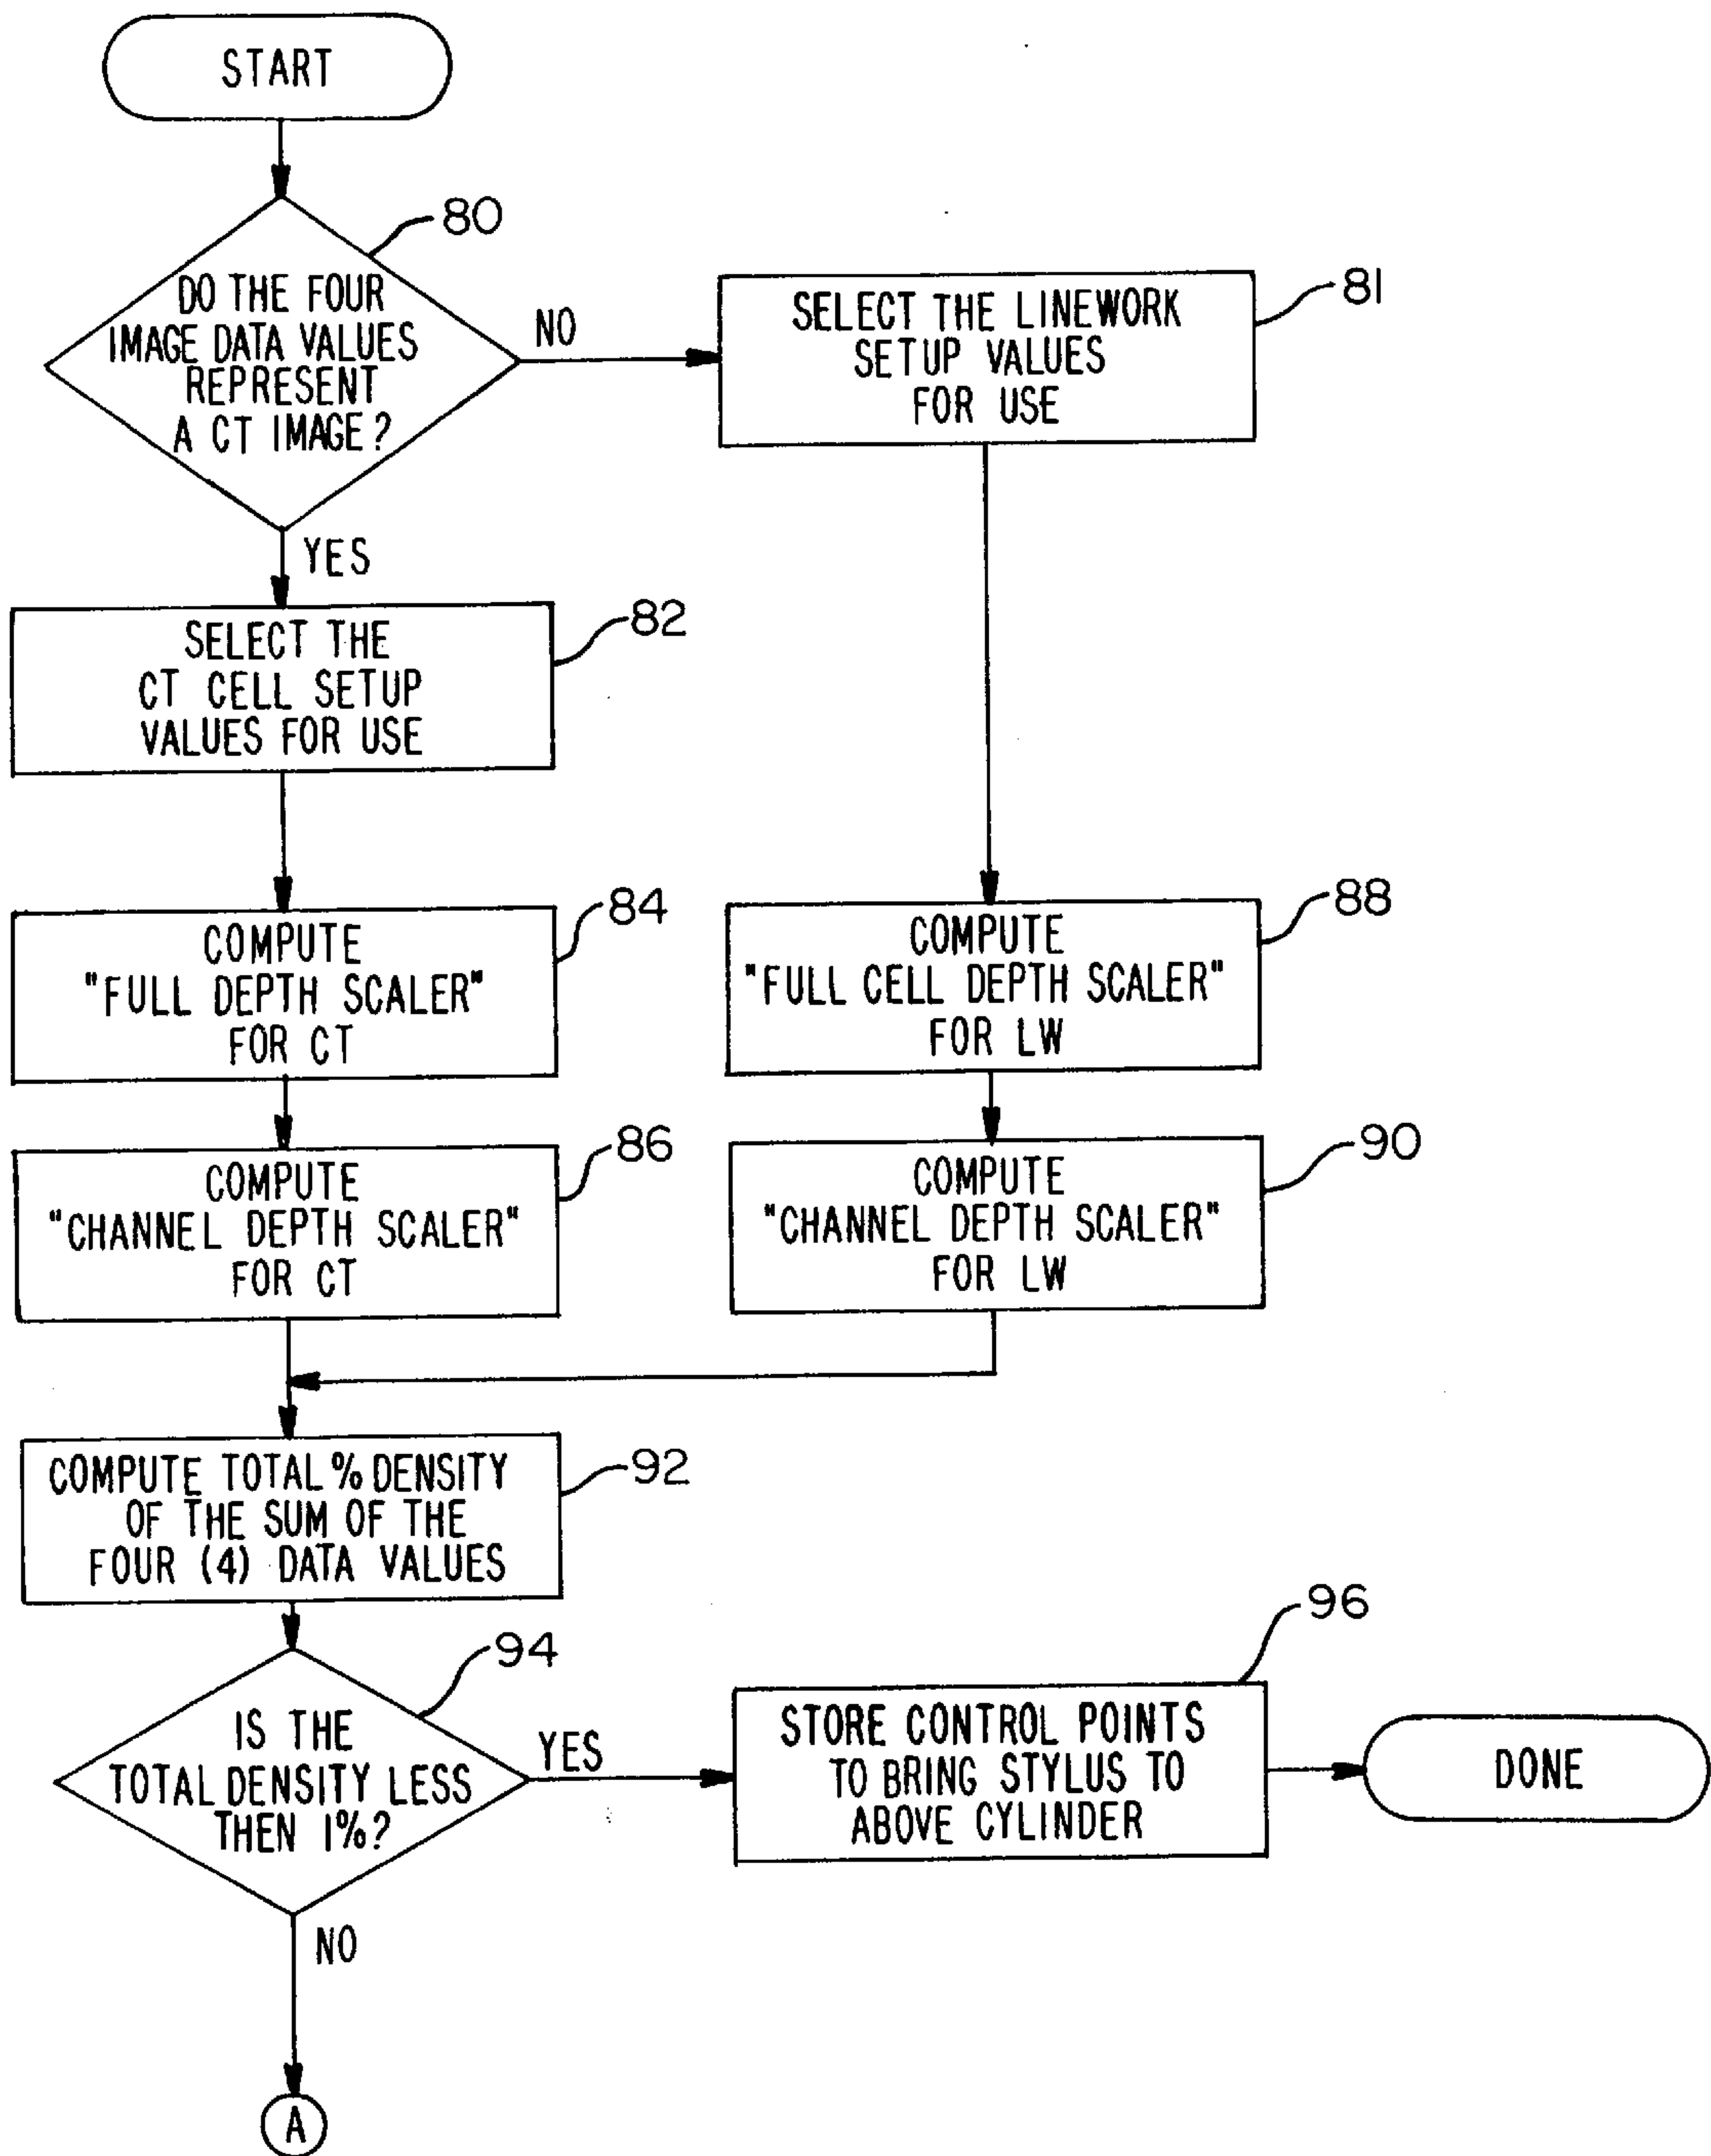 START
80
DO THE FOUR
IMAGE DATA VALUES
REPRESENT
A CT IMAGE?
NO
81
SELECT THE LINEWORK
SETUP VALUES
FOR USE
YES
82
SELECT THE
CT CELL SETUP
VALUES FOR USE
84
COMPUTE
"FULL DEPTH SCALER"
FOR CT
88
COMPUTE
"FULL CELL DEPTH SCALER"
FOR LW
86
COMPUTE
"CHANNEL DEPTH SCALER"
FOR CT
90
COMPUTE
"CHANNEL DEPTH SCALER"
FOR LW
92
COMPUTE TOTAL % DENSITY
OF THE SUM OF THE
FOUR (4) DATA VALUES
94
IS THE
TOTAL DENSITY LESS
THEN 1%?
YES
96
STORE CONTROL POINTS
TO BRING STYLUS TO
ABOVE CYLINDER
DONE
NO
A